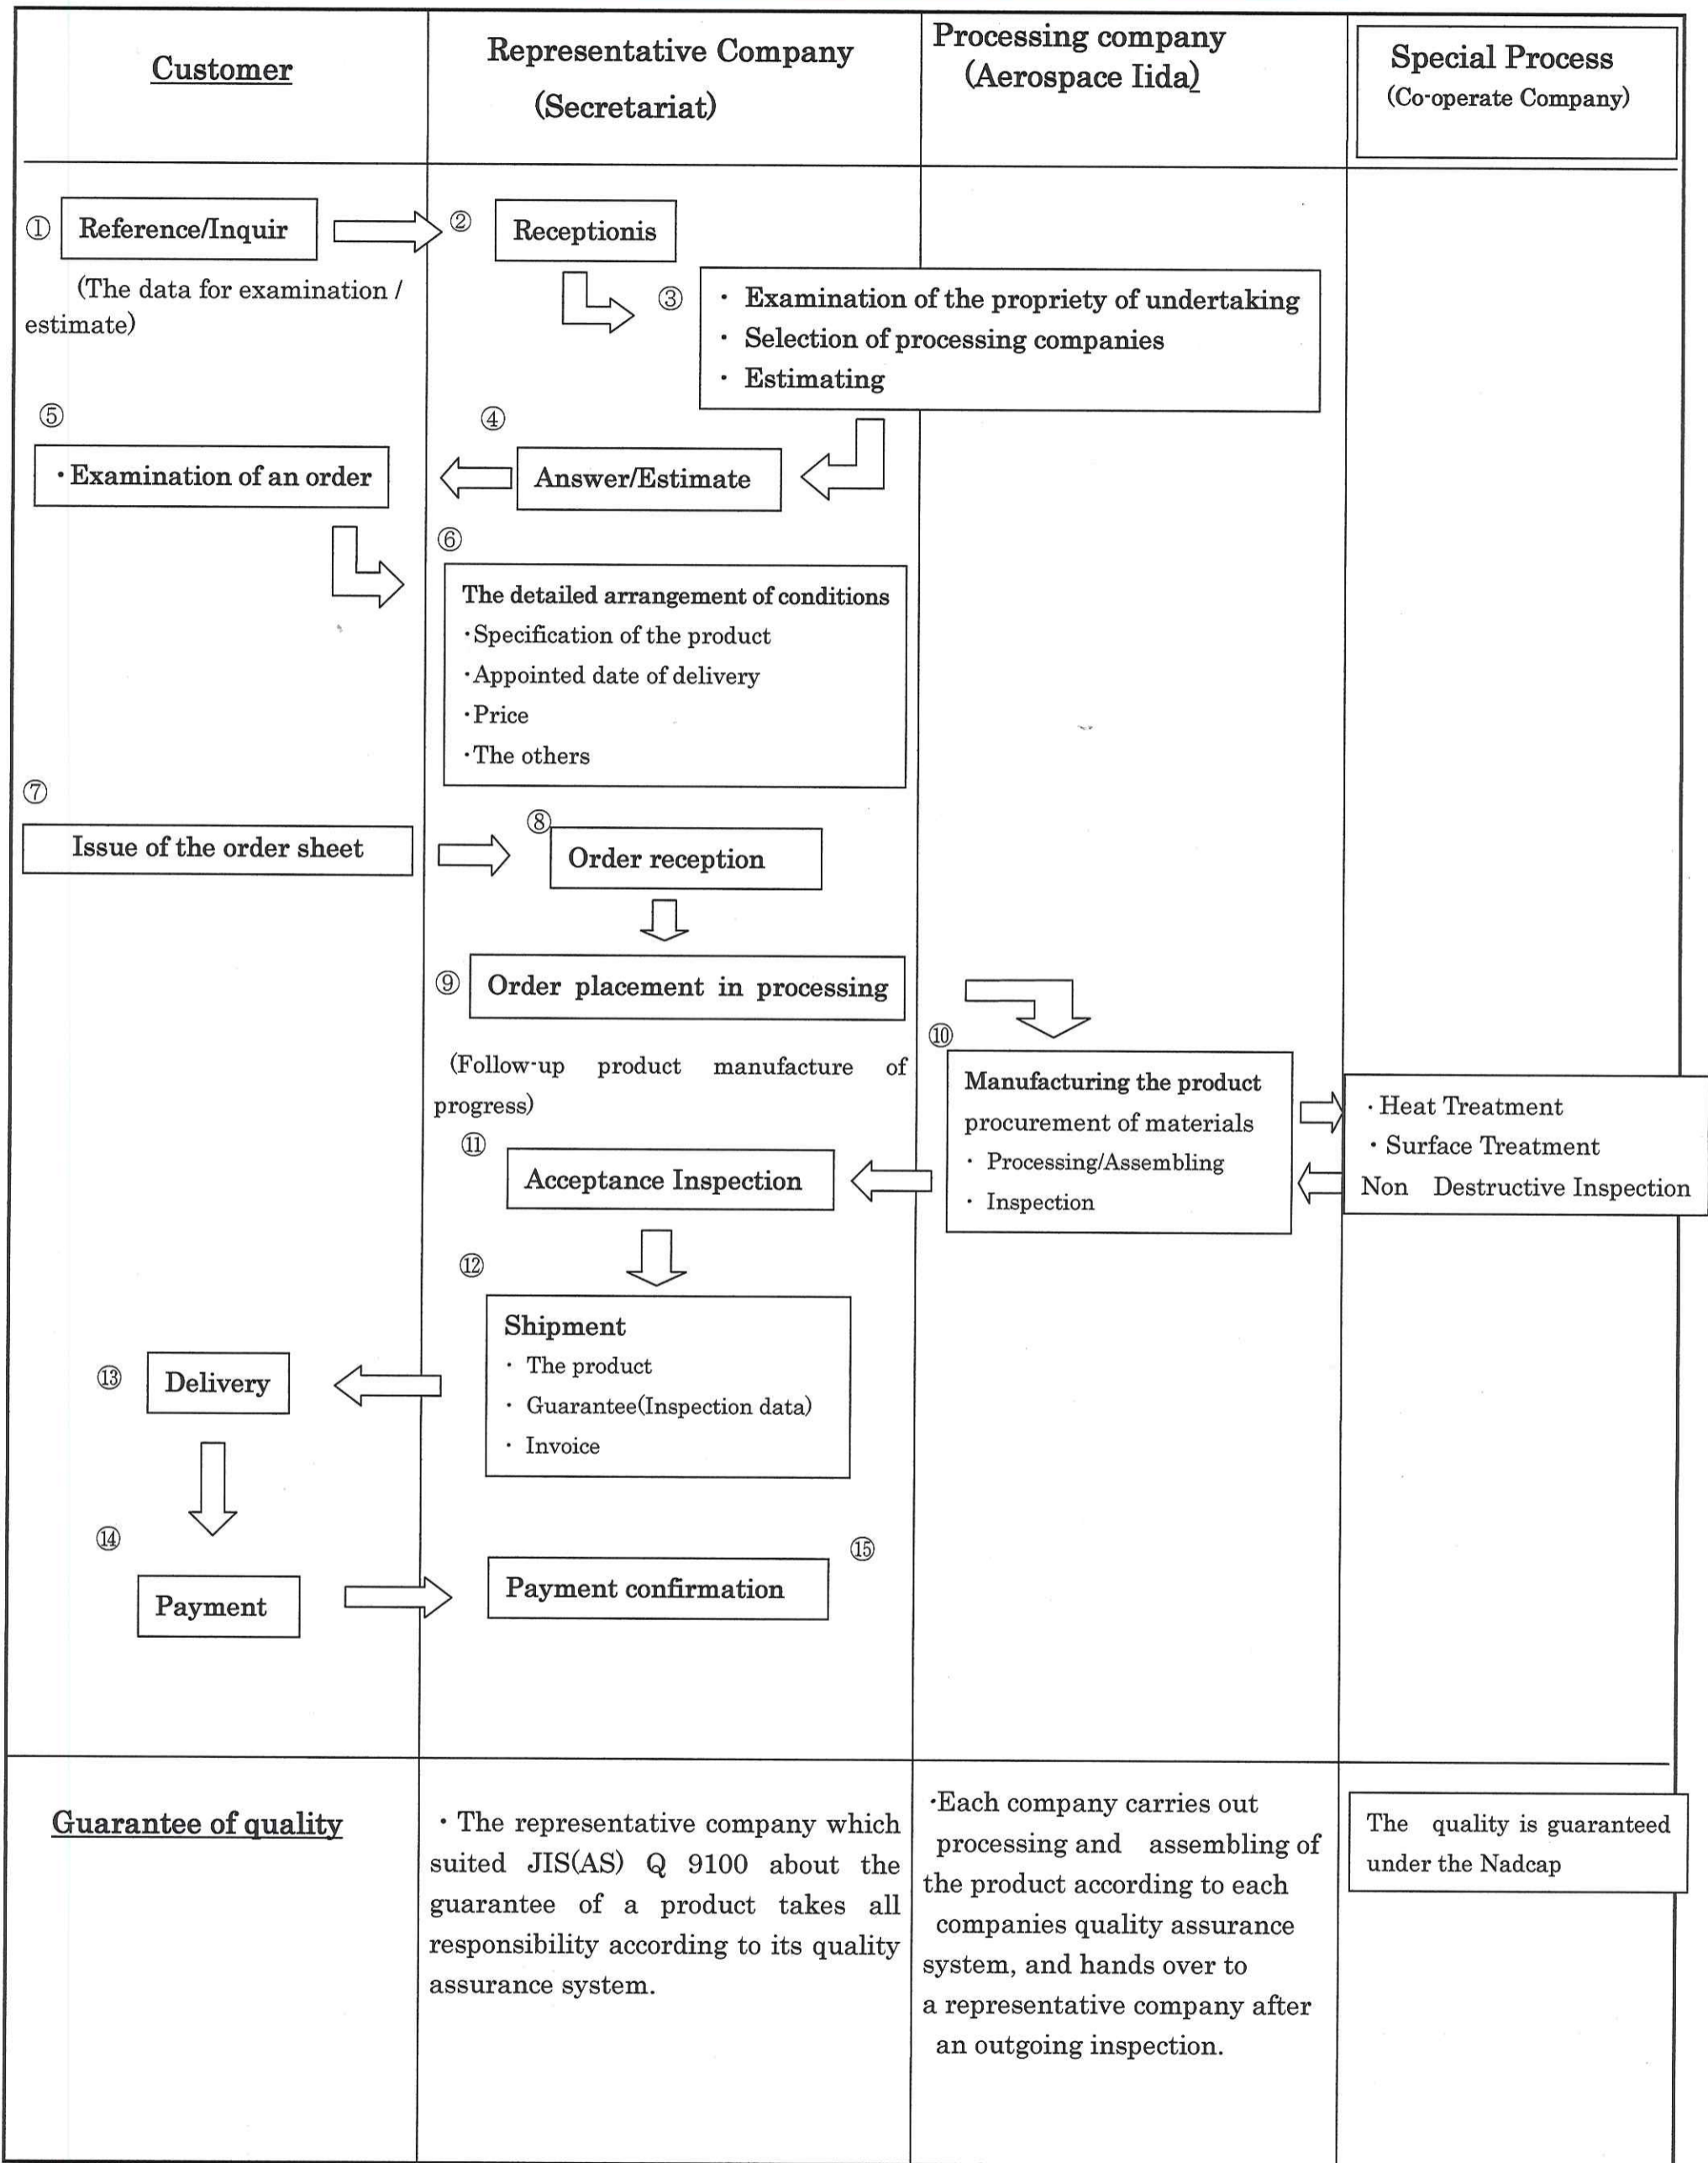 Customer
Representative Company
(Secretariat)
Processing company
(Aerospace Iida)
Special Process
(Co-operate Company)
① Reference/Inquir
(The data for examination /
estimate)
② Receptionis
③
・ Examination of the propriety of undertaking
・ Selection of processing companies
・ Estimating
④
Answer/Estimate
⑤
・Examination of an order
⑥
The detailed arrangement of conditions
・Specification of the product
・Appointed date of delivery
・Price
・The others
⑦
Issue of the order sheet
⑧
Order reception
⑨ Order placement in processing
(Follow-up product manufacture of
progress)
⑩
Manufacturing the product
procurement of materials
・ Processing/Assembling
・ Inspection
・Heat Treatment
・Surface Treatment
Non Destructive Inspection
⑪
Acceptance Inspection
⑫
Shipment
・ The product
・ Guarantee(Inspection data)
・ Invoice
⑬ Delivery
⑭
Payment
⑮
Payment confirmation
Guarantee of quality
・The representative company which
suited JIS(AS) Q 9100 about the
guarantee of a product takes all
responsibility according to its quality
assurance system.
・Each company carries out
processing and assembling of
the product according to each
companies quality assurance
system, and hands over to
a representative company after
an outgoing inspection.
The quality is guaranteed
under the Nadcap